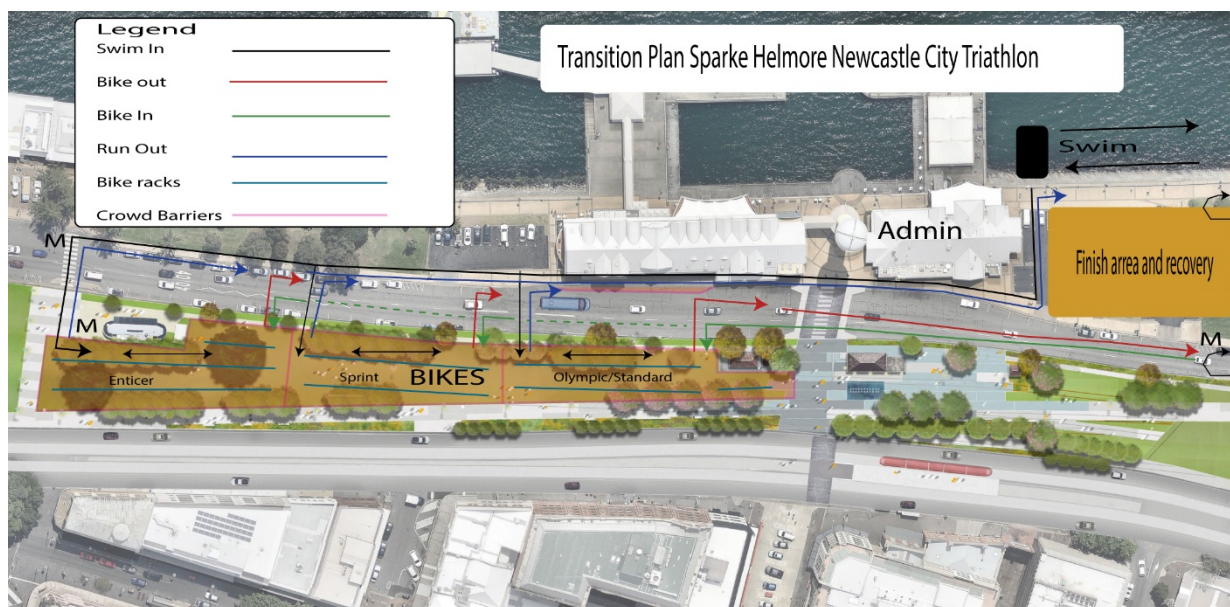 Legend
Swim In
Bike out
Bike In
Run Out
Bike racks
Crowd Barriers
Transition Plan Sparke Helmore Newcastle City Triathlon
Swim
Admin
Finish arrea and recovery
M
M
M
M
Enticer
Sprint
BIKES
Olympic/Standard